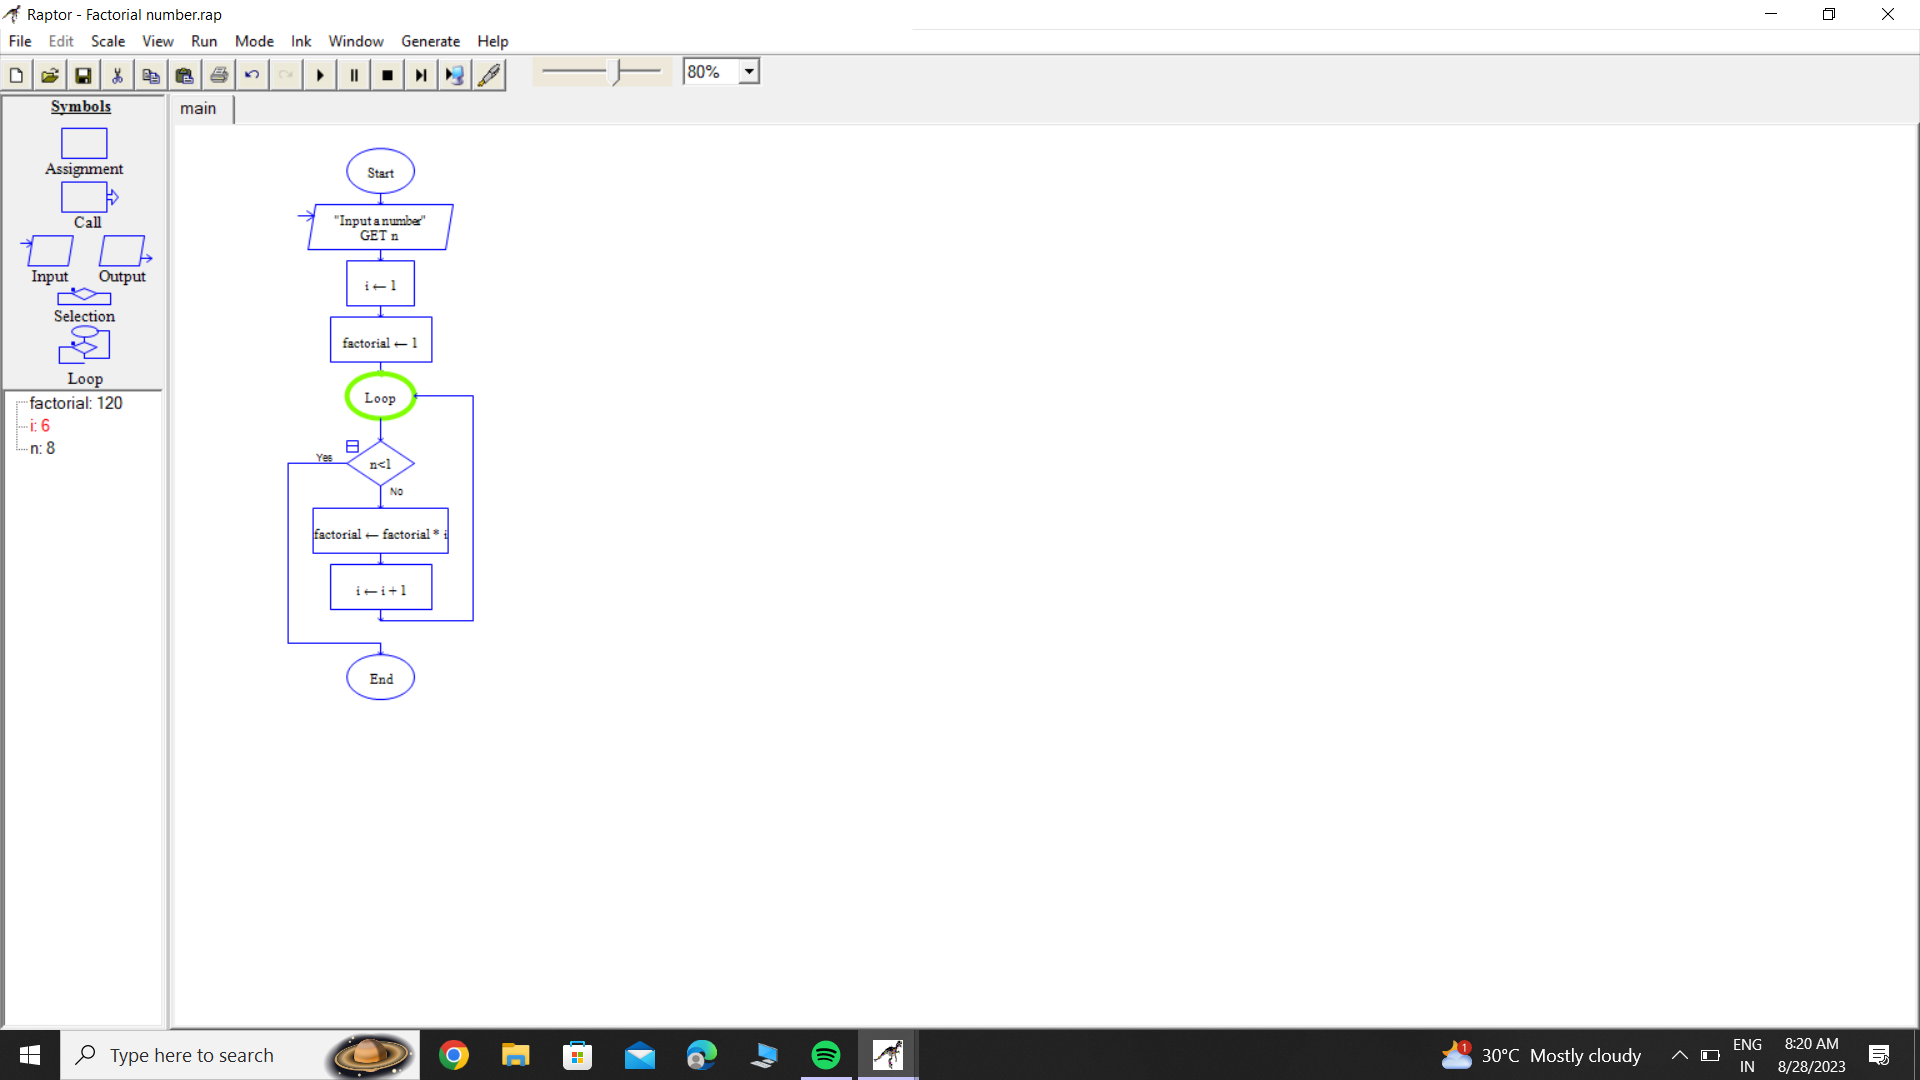 Raptor - Factorial number.rap
File Edit Scale View Run Mode Ink Window Generate Help
80%
Symbols
Assignment
Call
Input Output
Selection
Loop
factorial: 120
i: 6
n: 8
main
Start
"Input a number"
GET n
i ← 1
factorial ← 1
Loop
Yes
n<1
No
factorial ← factorial * i
i ← i + 1
End
Type here to search
1
30°C Mostly cloudy
ENG
IN
8:20 AM
8/28/2023